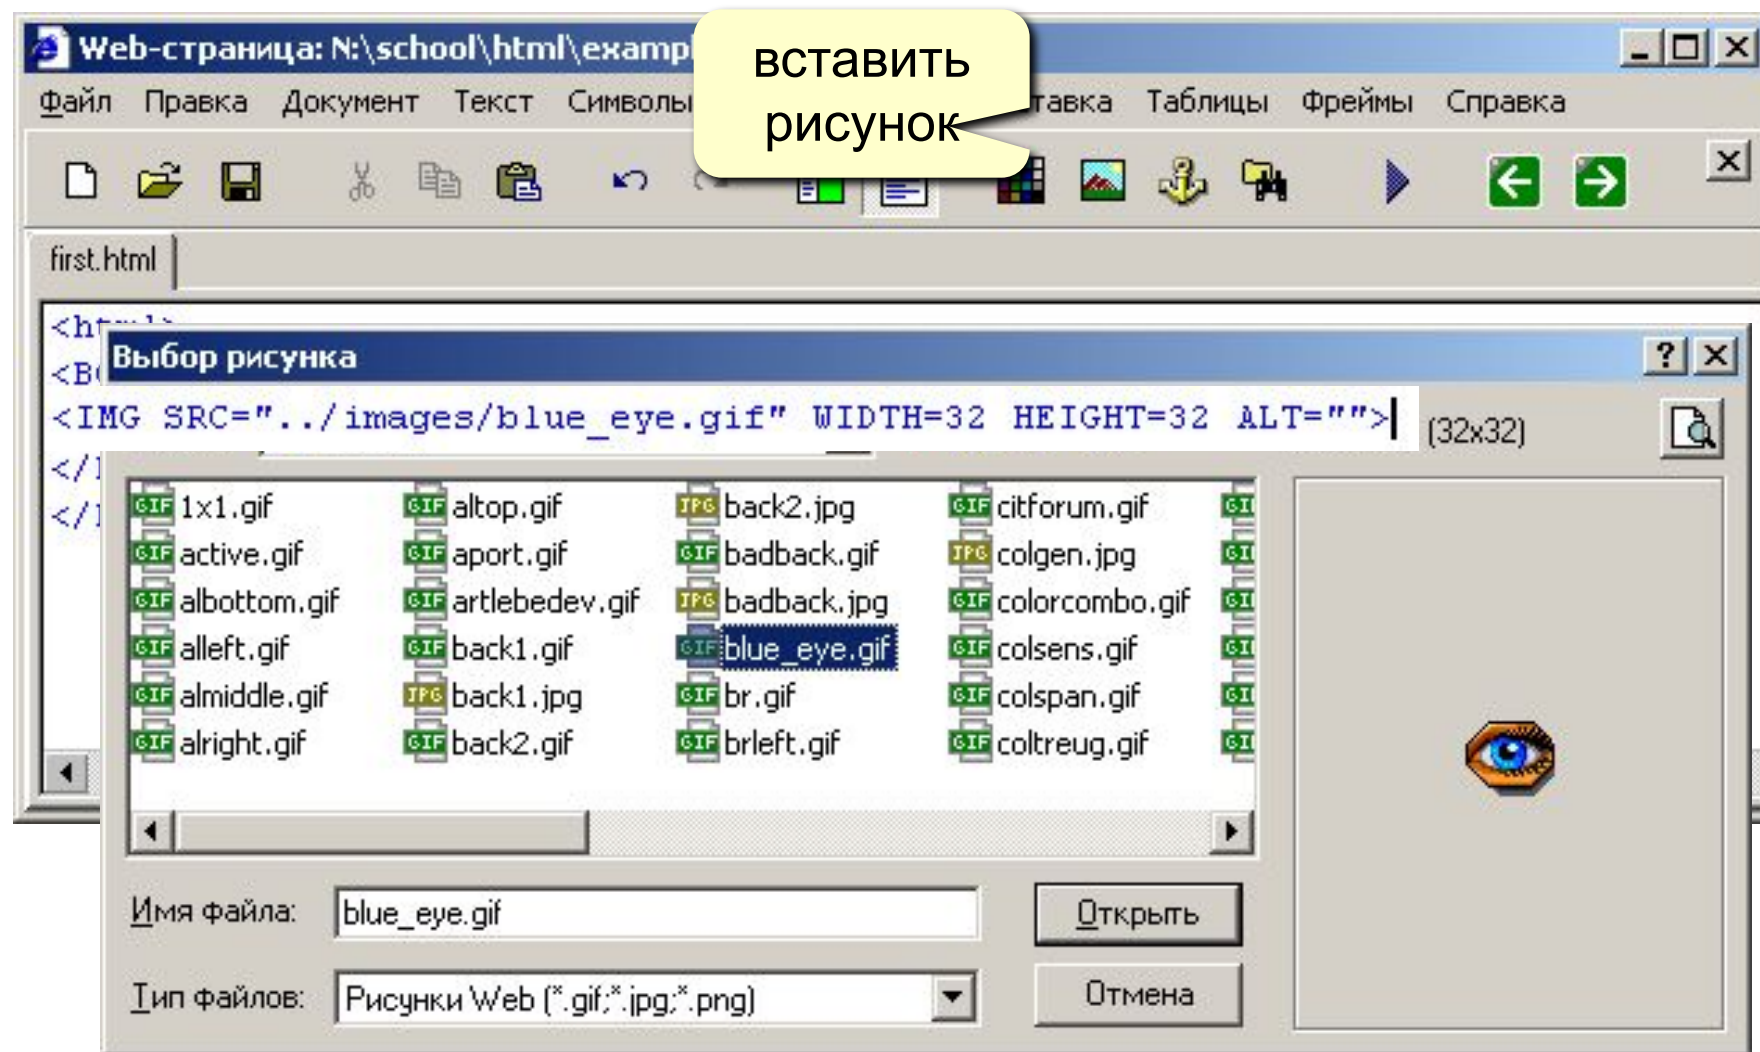 Web-страница: N:\school\html\examp
вставить
рисунок
Файл Правка Документ Текст Символы тавка Таблицы Фреймы Справка
first.html
<html>
Выбор рисунка
<IMG SRC="../images/blue_eye.gif" WIDTH=32 HEIGHT=32 ALT="">
(32x32)
1x1.gif altop.gif back2.jpg citforum.gif
active.gif aport.gif badback.gif colgen.jpg
albottom.gif artlebedev.gif badback.jpg colorcombo.gif
alleft.gif back1.gif blue_eye.gif colsens.gif
almiddle.gif back1.jpg br.gif colspan.gif
alright.gif back2.gif brleft.gif coltreug.gif
Имя файла: blue_eye.gif Открыть
Тип файлов: Рисунки Web (*.gif;*.jpg;*.png) Отмена